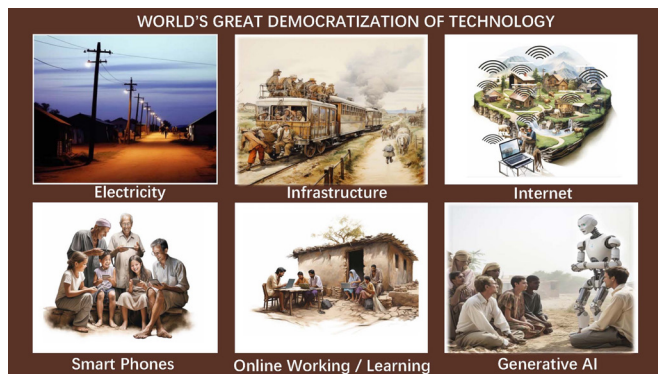 WORLD'S GREAT DEMOCRATIZATION OF TECHNOLOGY
Electricity
Infrastructure
Internet
Smart Phones
Online Working / Learning
Generative AI